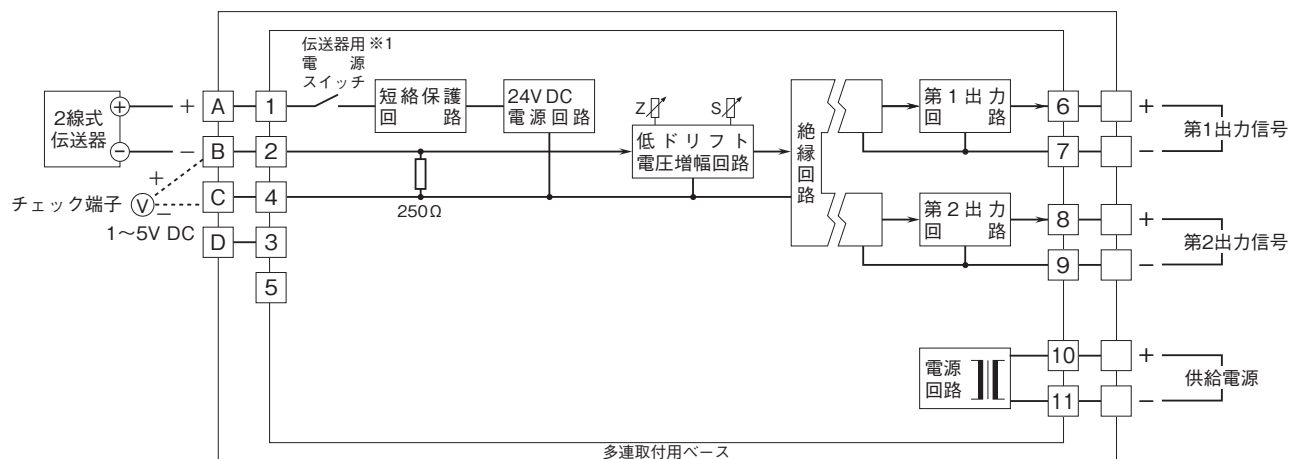 伝送器用 ※1
電源
スイッチ
2線式
伝送器
+
−
+
−
A
B
C
D
1
2
4
3
5
短絡保護
回路
24V DC
電源回路
Z
S
低ドリフト
電圧増幅回路
絶縁回路
第1出力
回路
第2出力
回路
6
7
8
9
10
11
+
−
第1出力信号
+
−
第2出力信号
+
−
供給電源
電源
回路
250Ω
+
−
チェック端子 V
1〜5V DC
多連取付用ベース